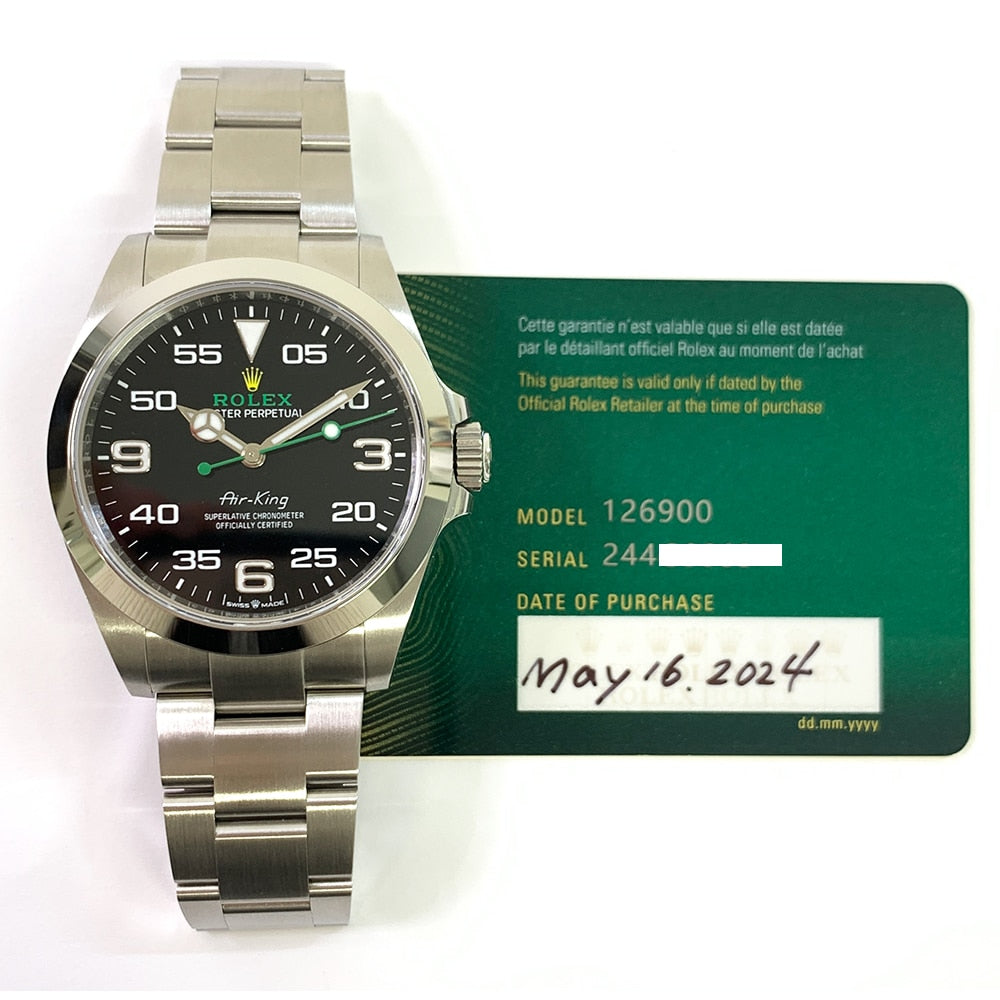 55
05
50
10
ROLEX
OYSTER PERPETUAL
9
3
Air-King
40
20
SUPERLATIVE CHRONOMETER
OFFICIALLY CERTIFIED
35
25
6
SWISS MADE
Cette garantie n'est valable que si elle est datée
par le détaillant officiel Rolex au moment de l'achat
This guarantee is valid only if dated by the
Official Rolex Retailer at the time of purchase
MODEL 126900
SERIAL 244
DATE OF PURCHASE
May 16. 2024
dd.mm.yyyy